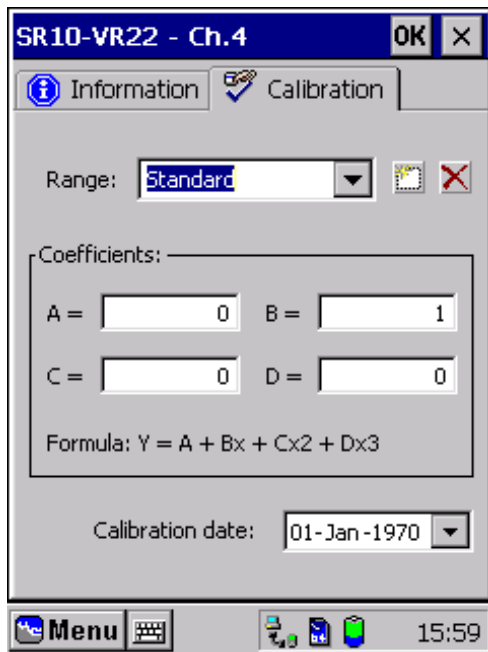 SR10-VR22 - Ch.4 OK
Information Calibration
Range: Standard
Coefficients:
A = 0 B = 1
C = 0 D = 0
Formula: Y = A + Bx + Cx2 + Dx3
Calibration date: 01-Jan-1970
Menu 15:59